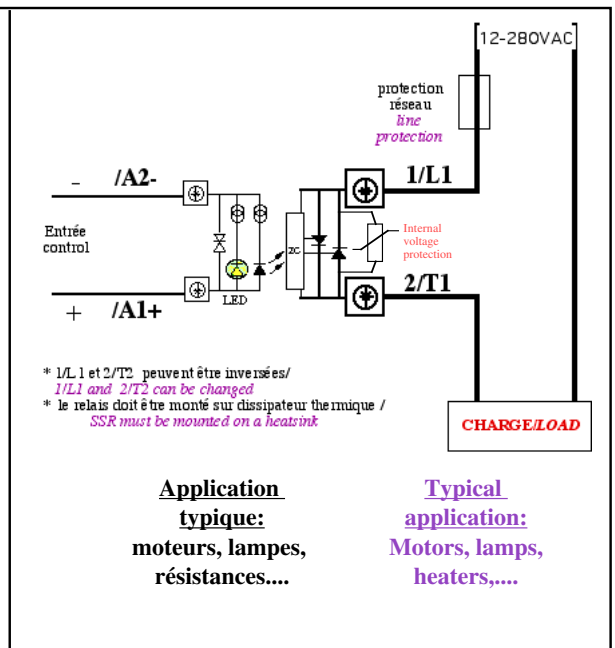 12-280VAC
protection
réseau
line
protection
- /A2-
1/L1
Entrée
control
ZC
Internal
voltage
protection
+ /A1+
LED
2/T1
* 1/L1 et 2/T2 peuvent être inversées/
1/L1 and 2/T2 can be changed
* le relais doit être monté sur dissipateur thermique /
SSR must be mounted on a heatsink
CHARGE/LOAD
Application
typique:
moteurs, lampes,
résistances....
Typical
application:
Motors, lamps,
heaters,....